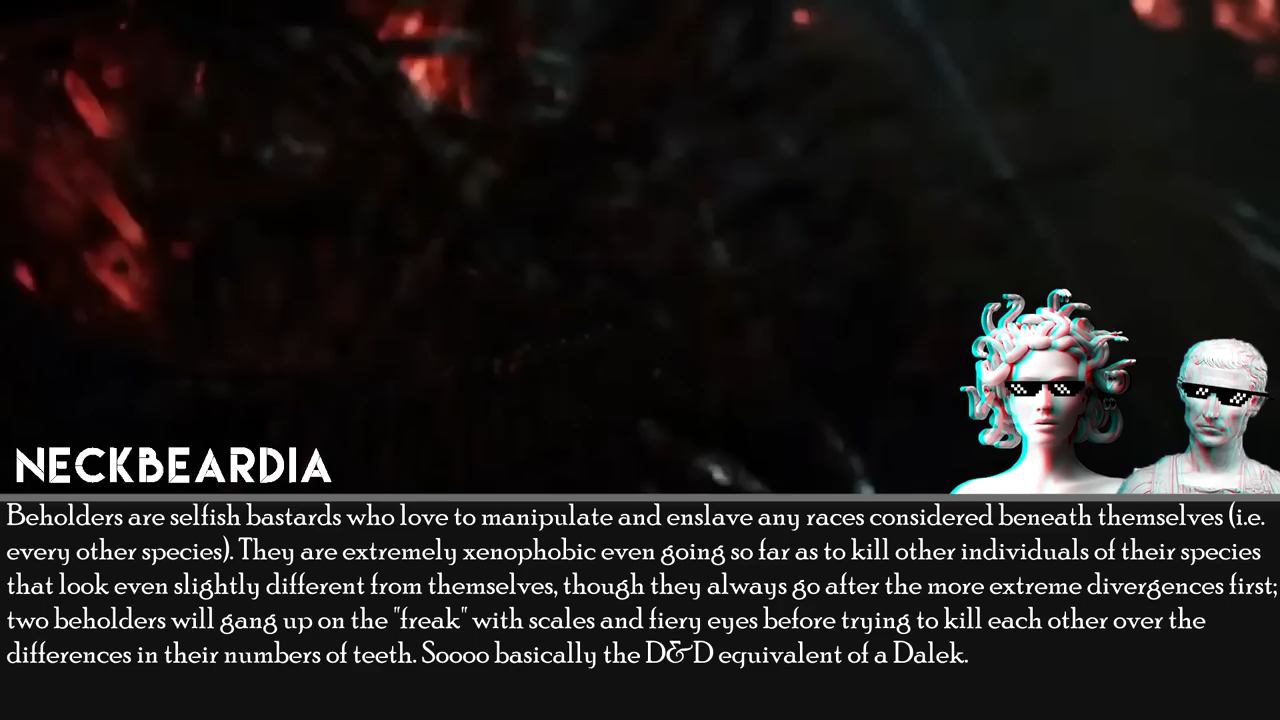 NECKBEARDIA
Beholders are selfish bastards who love to manipulate and enslave any races considered beneath themselves (i.e.
every other species). They are extremely xenophobic even going so far as to kill other individuals of their species
that look even slightly different from themselves, though they always go after the more extreme divergences first;
two beholders will gang up on the "freak" with scales and fiery eyes before trying to kill each other over the
differences in their numbers of teeth. Soooo basically the D&D equivalent of a Dalek.